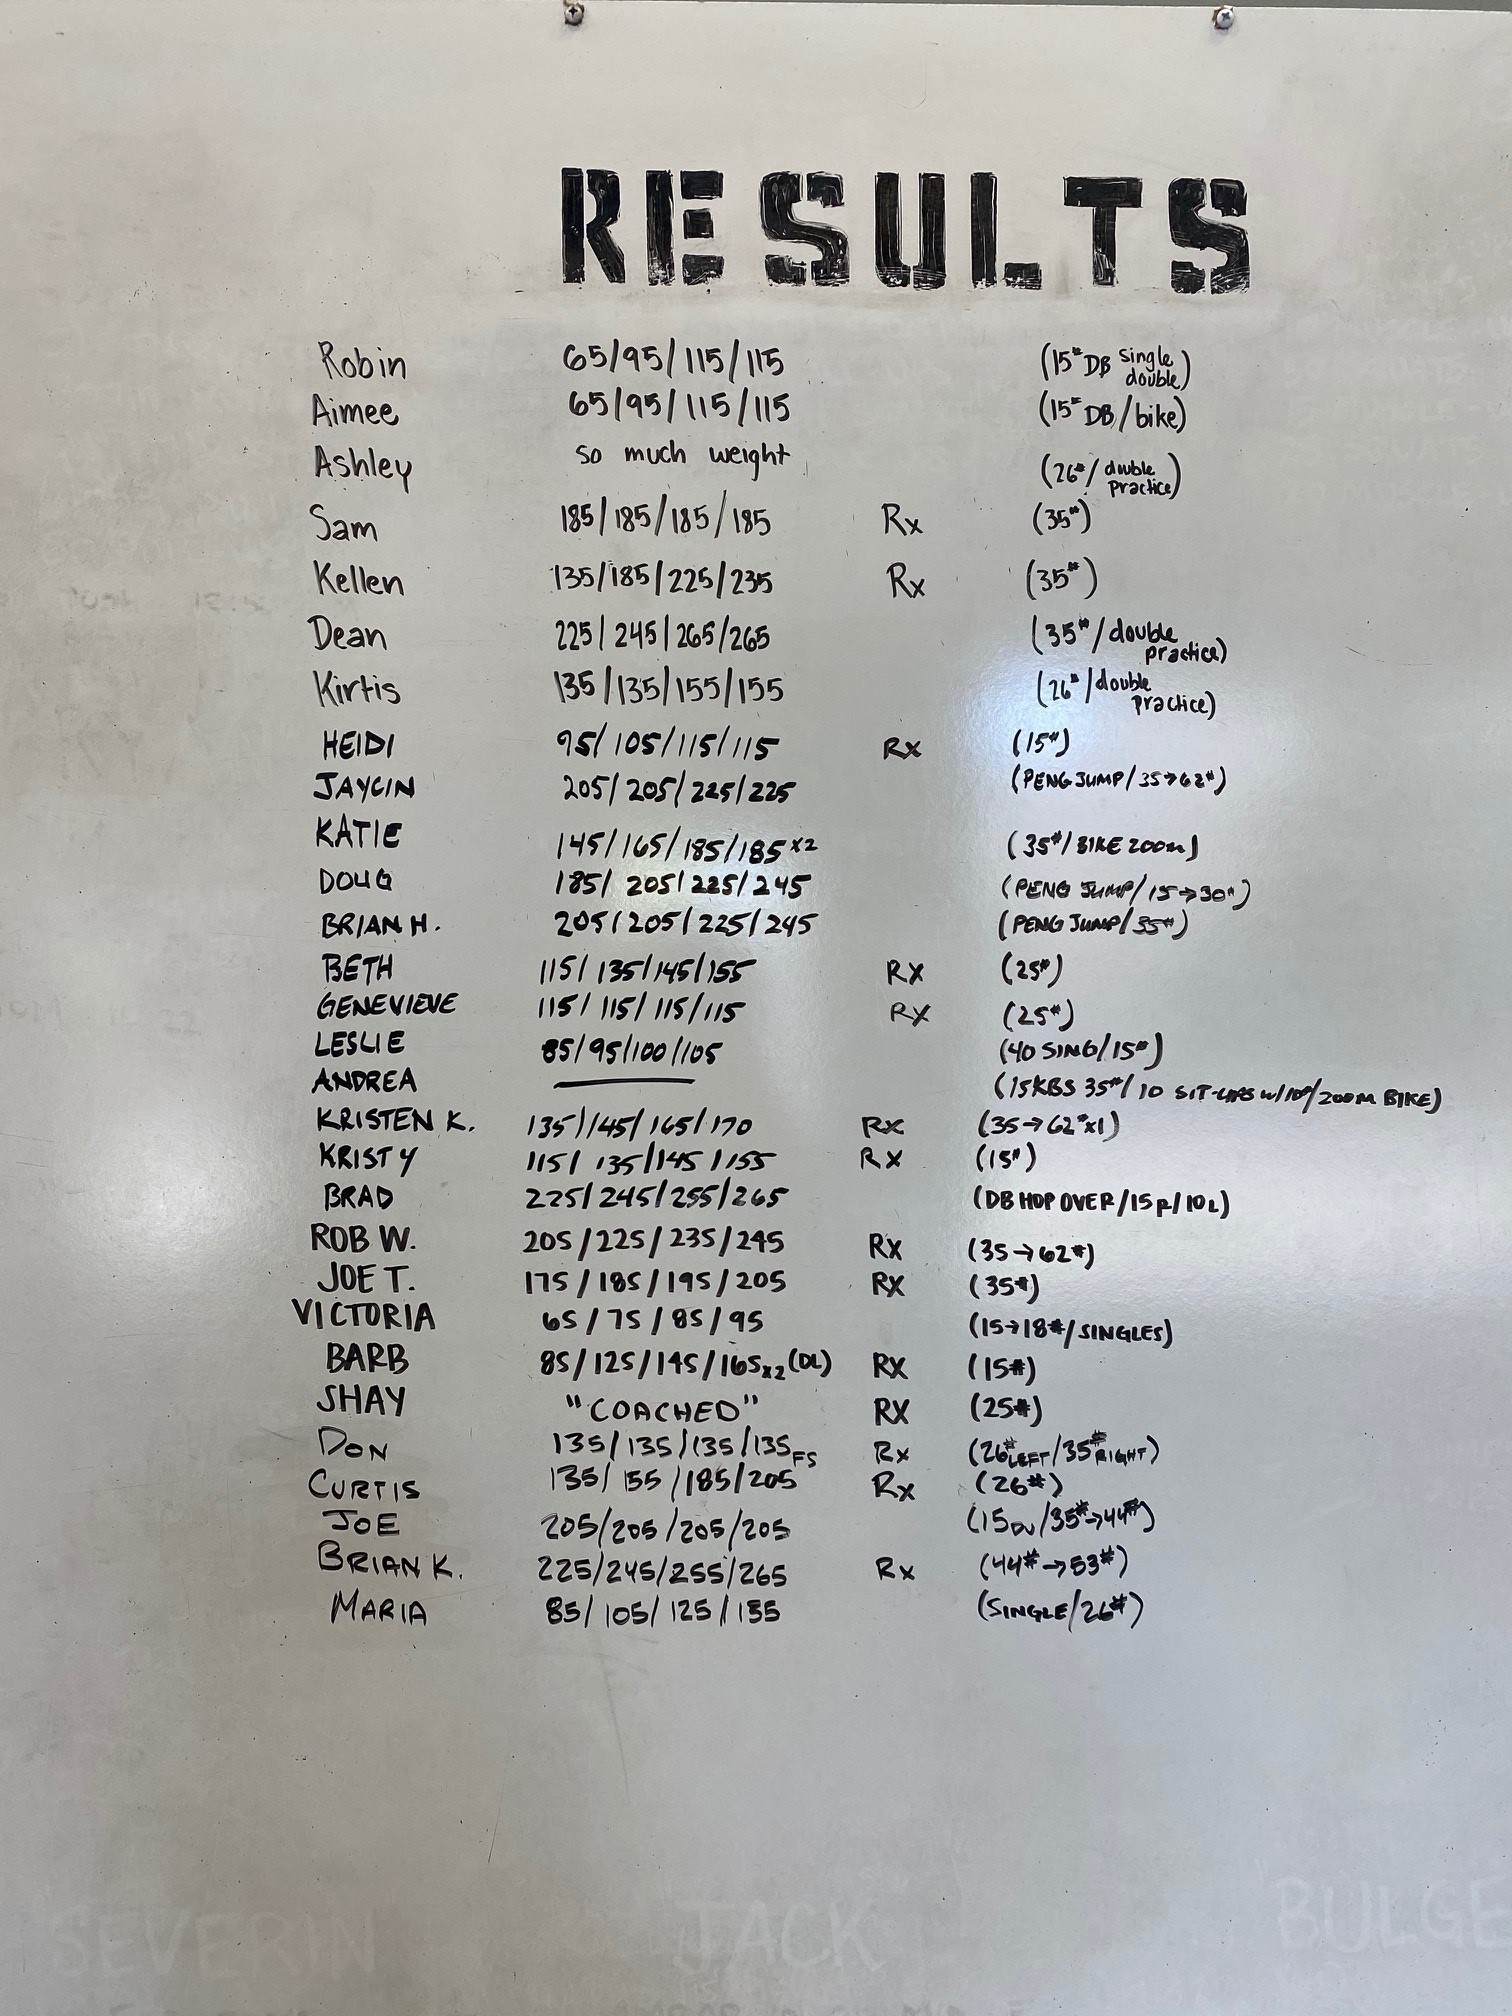 RESULTS
Robin 65/95/115/115 (15# DB single double)
Aimee 65/95/115/115 (15# DB/bike)
Ashley so much weight (26#/double practice)
Sam 185/185/185/185 Rx (35#)
Kellen 135/185/225/235 Rx (35#)
Dean 225/245/265/265 (35#/double practice)
Kirtis 135/135/155/155 (26#/double practice)
HEIDI 95/105/115/115 Rx (15#)
JAYCIN 205/205/225/225 (PENG JUMP/35→62#)
KATIE 145/165/185/185 x2 (35#/BIKE 200m)
DOUG 185/205/225/245 (PENG JUMP/15→30#)
BRIAN H. 205/205/225/245 (PENG JUMP/35#)
BETH 115/135/145/155 RX (25#)
GENEVIEVE 115/115/115/115 RX (25#)
LESLIE 85/95/100/105 (40 SING/15#)
ANDREA — (15KBS 35#/10 SIT-UPS w/10#/200M BIKE)
KRISTEN K. 135/145/165/170 RX (35→62#x1)
KRISTY 115/135/145/155 RX (15#)
BRAD 225/245/255/265 (DB HOP OVER/15R/10L)
ROB W. 205/225/235/245 RX (35→62#)
JOE T. 175/185/195/205 RX (35#)
VICTORIA 65/75/85/95 (15→18#/SINGLES)
BARB 85/125/145/165x2 (DL) RX (15#)
SHAY "COACHED" RX (25#)
DON 135/135/135/135 FS Rx (26# LEFT/35# RIGHT)
CURTIS 135/155/185/205 Rx (26#)
JOE 205/205/205/205 (15DU/35#→44#)
BRIAN K. 225/245/255/265 Rx (44#→53#)
MARIA 85/105/125/135 (SINGLE/26#)
SEVERIN JACK BULGE